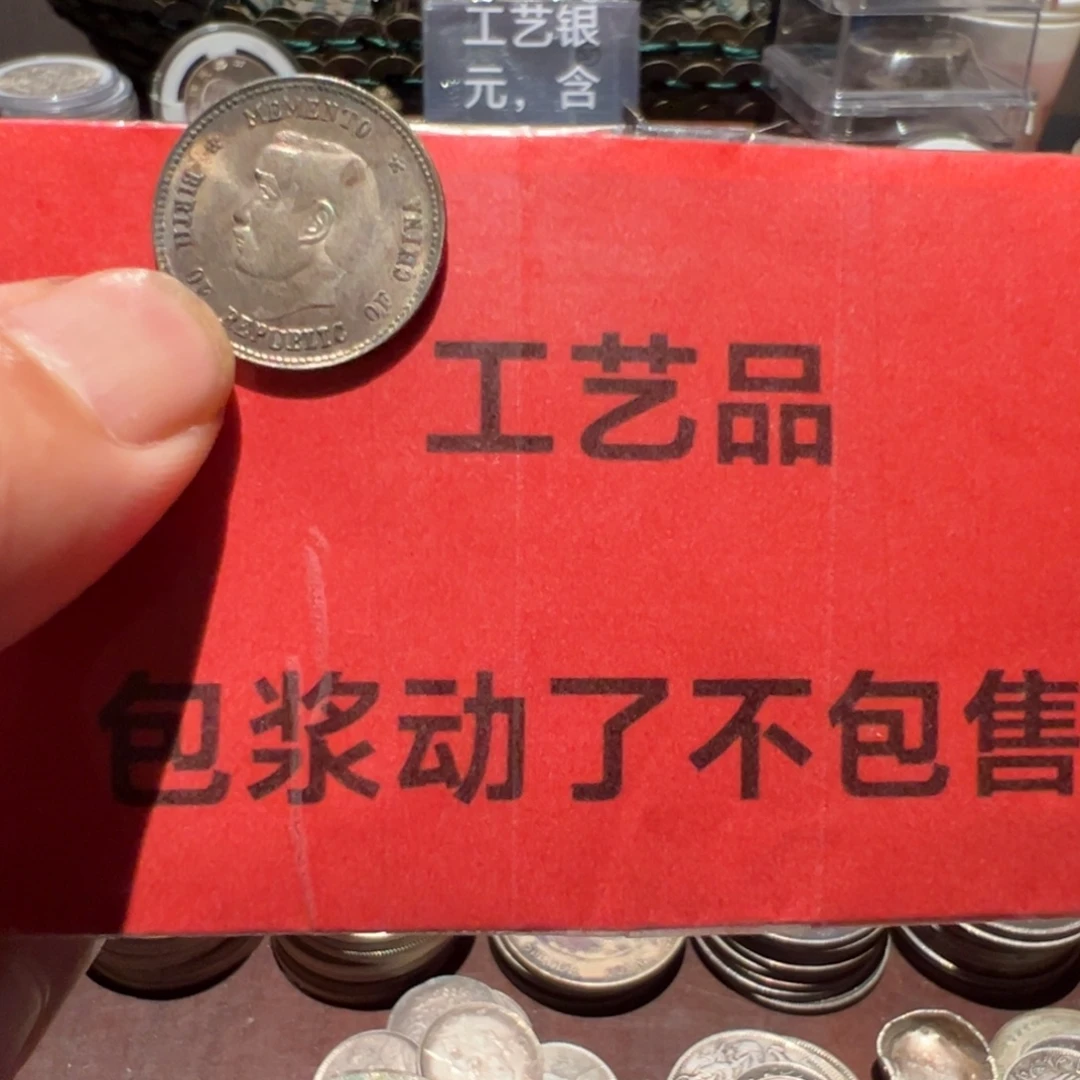 工艺银
元，含
MEMENTO
BIRTH OF
REPUBLIC
OF CHINA
工艺品
包浆动了不包售